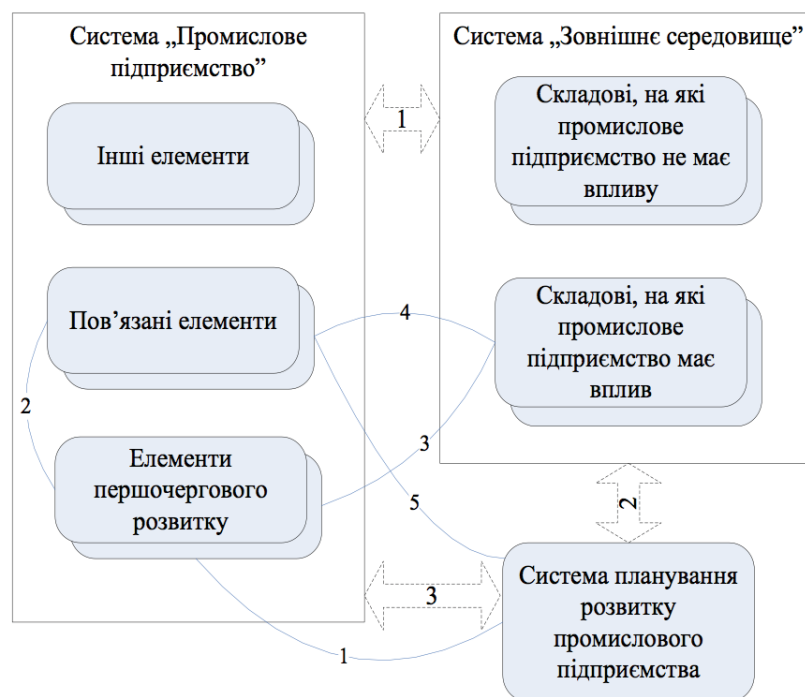 Система „Промислове
підприємство”
Система „Зовнішнє середовище”
1
Інші елементи
Складові, на які
промислове
підприємство не має
впливу
Пов’язані елементи
4
Складові, на які
промислове
підприємство має
вплив
2
3
Елементи
першочергового
розвитку
5
2
3
Система планування
розвитку
промислового
підприємства
1